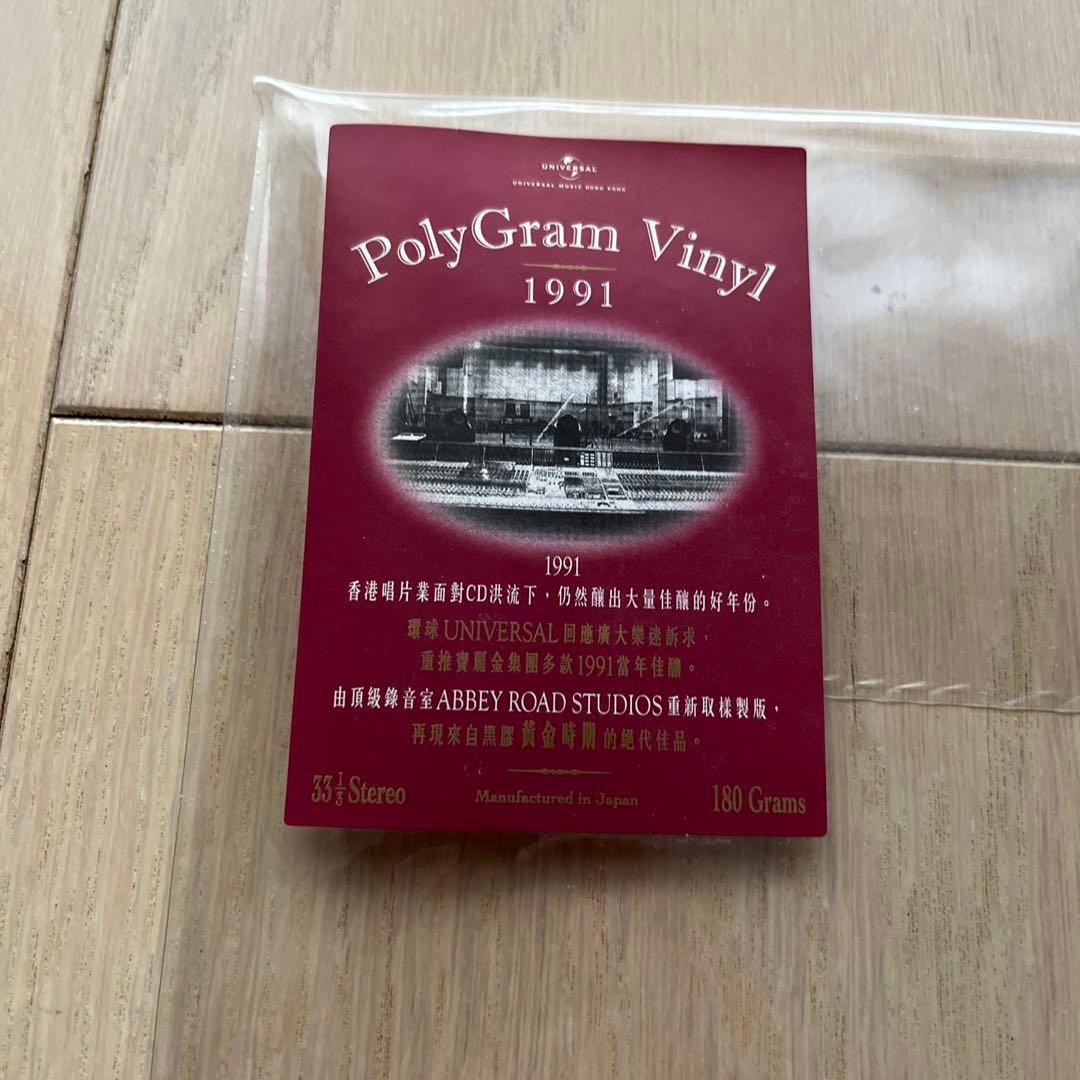 UNIVERSAL
UNIVERSAL MUSIC HONG KONG
PolyGram Vinyl
1991
1991
香港唱片業面對CD洪流下，仍然釀出大量佳釀的好年份。
環球UNIVERSAL回應廣大樂迷訴求，
重推寶麗金集團多款1991當年佳釀。
由頂級錄音室ABBEY ROAD STUDIOS重新取樣製版，
再現來自黑膠黃金時期的絕代佳品。
33 1/3 Stereo Manufactured in Japan 180 Grams